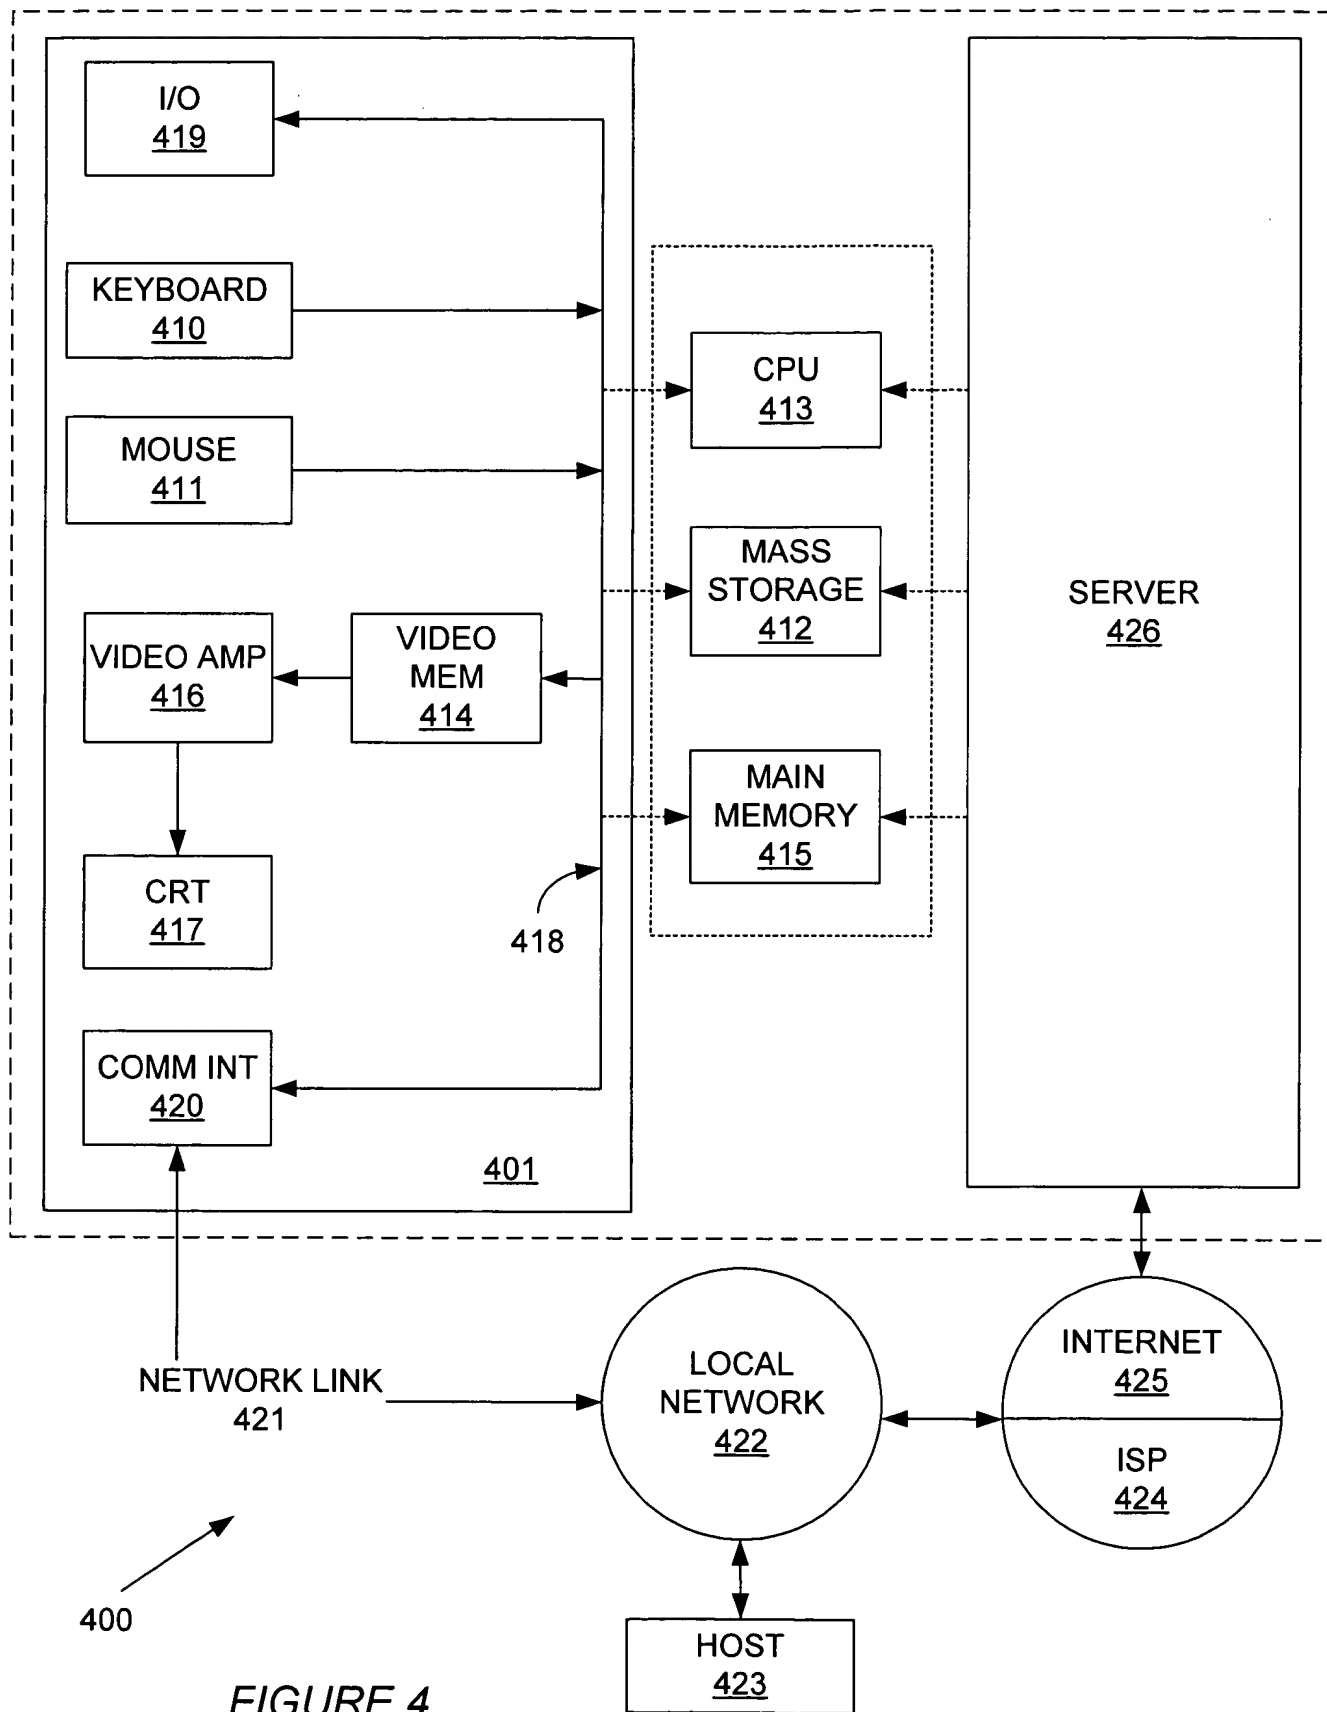 I/O
419
KEYBOARD
410
MOUSE
411
VIDEO AMP
416
VIDEO
MEM
414
CRT
417
418
COMM INT
420
401
CPU
413
MASS
STORAGE
412
MAIN
MEMORY
415
SERVER
426
NETWORK LINK
421
LOCAL
NETWORK
422
INTERNET
425
ISP
424
400
HOST
423
FIGURE 4